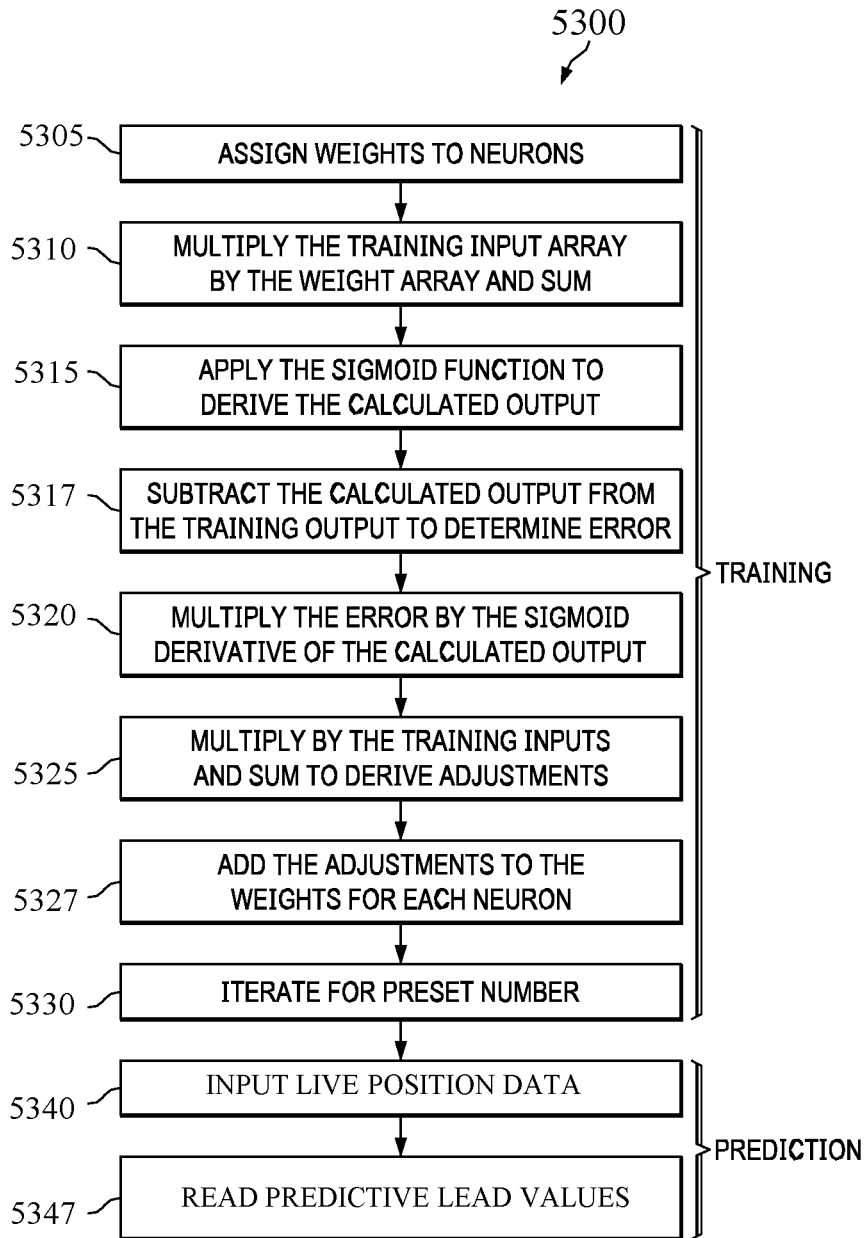 5300
5305
ASSIGN WEIGHTS TO NEURONS
5310
MULTIPLY THE TRAINING INPUT ARRAY
BY THE WEIGHT ARRAY AND SUM
5315
APPLY THE SIGMOID FUNCTION TO
DERIVE THE CALCULATED OUTPUT
5317
SUBTRACT THE CALCULATED OUTPUT FROM
THE TRAINING OUTPUT TO DETERMINE ERROR
TRAINING
5320
MULTIPLY THE ERROR BY THE SIGMOID
DERIVATIVE OF THE CALCULATED OUTPUT
5325
MULTIPLY BY THE TRAINING INPUTS
AND SUM TO DERIVE ADJUSTMENTS
5327
ADD THE ADJUSTMENTS TO THE
WEIGHTS FOR EACH NEURON
5330
ITERATE FOR PRESET NUMBER
5340
INPUT LIVE POSITION DATA
PREDICTION
5347
READ PREDICTIVE LEAD VALUES